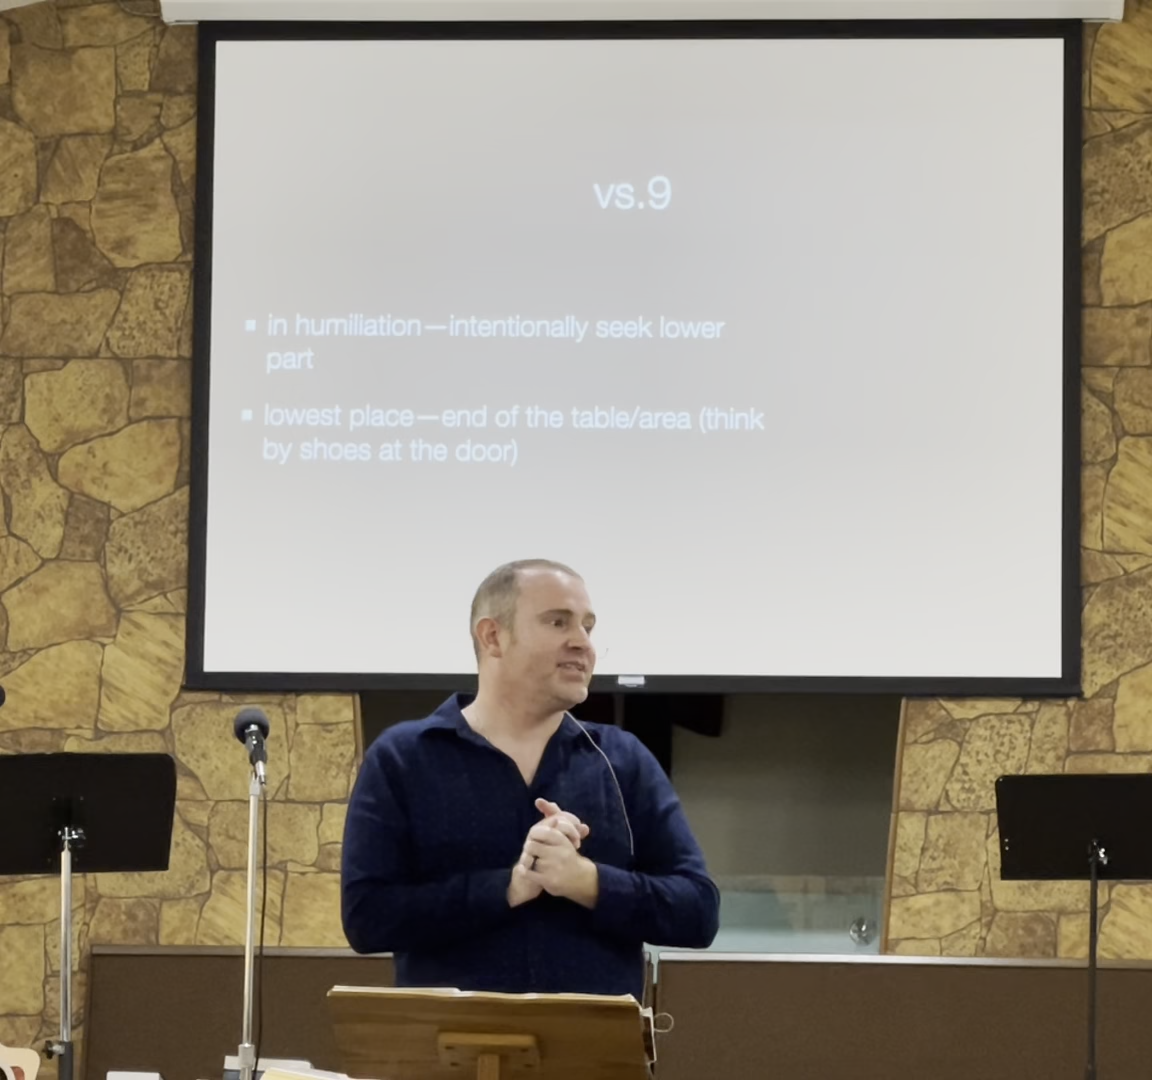 vs.9
▪ in humiliation—intentionally seek lower
part
▪ lowest place—end of the table/area (think
by shoes at the door)